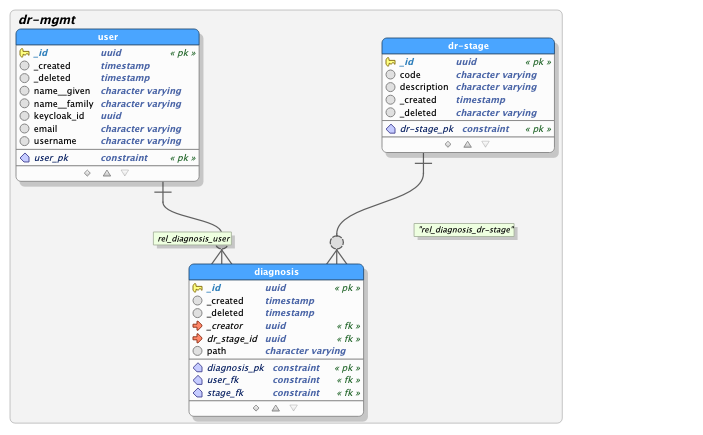 dr-mgmt
user
_id uuid « pk »
_created timestamp
_deleted timestamp
name__given character varying
name__family character varying
keycloak_id uuid
email character varying
username character varying
user_pk constraint « pk »
dr-stage
_id uuid « pk »
code character varying
description character varying
_created timestamp
_deleted character varying
dr-stage_pk constraint « pk »
rel_diagnosis_user
"rel_diagnosis_dr-stage"
diagnosis
_id uuid « pk »
_created timestamp
_deleted timestamp
_creator uuid « fk »
dr_stage_id uuid « fk »
path character varying
diagnosis_pk constraint « pk »
user_fk constraint « fk »
stage_fk constraint « fk »